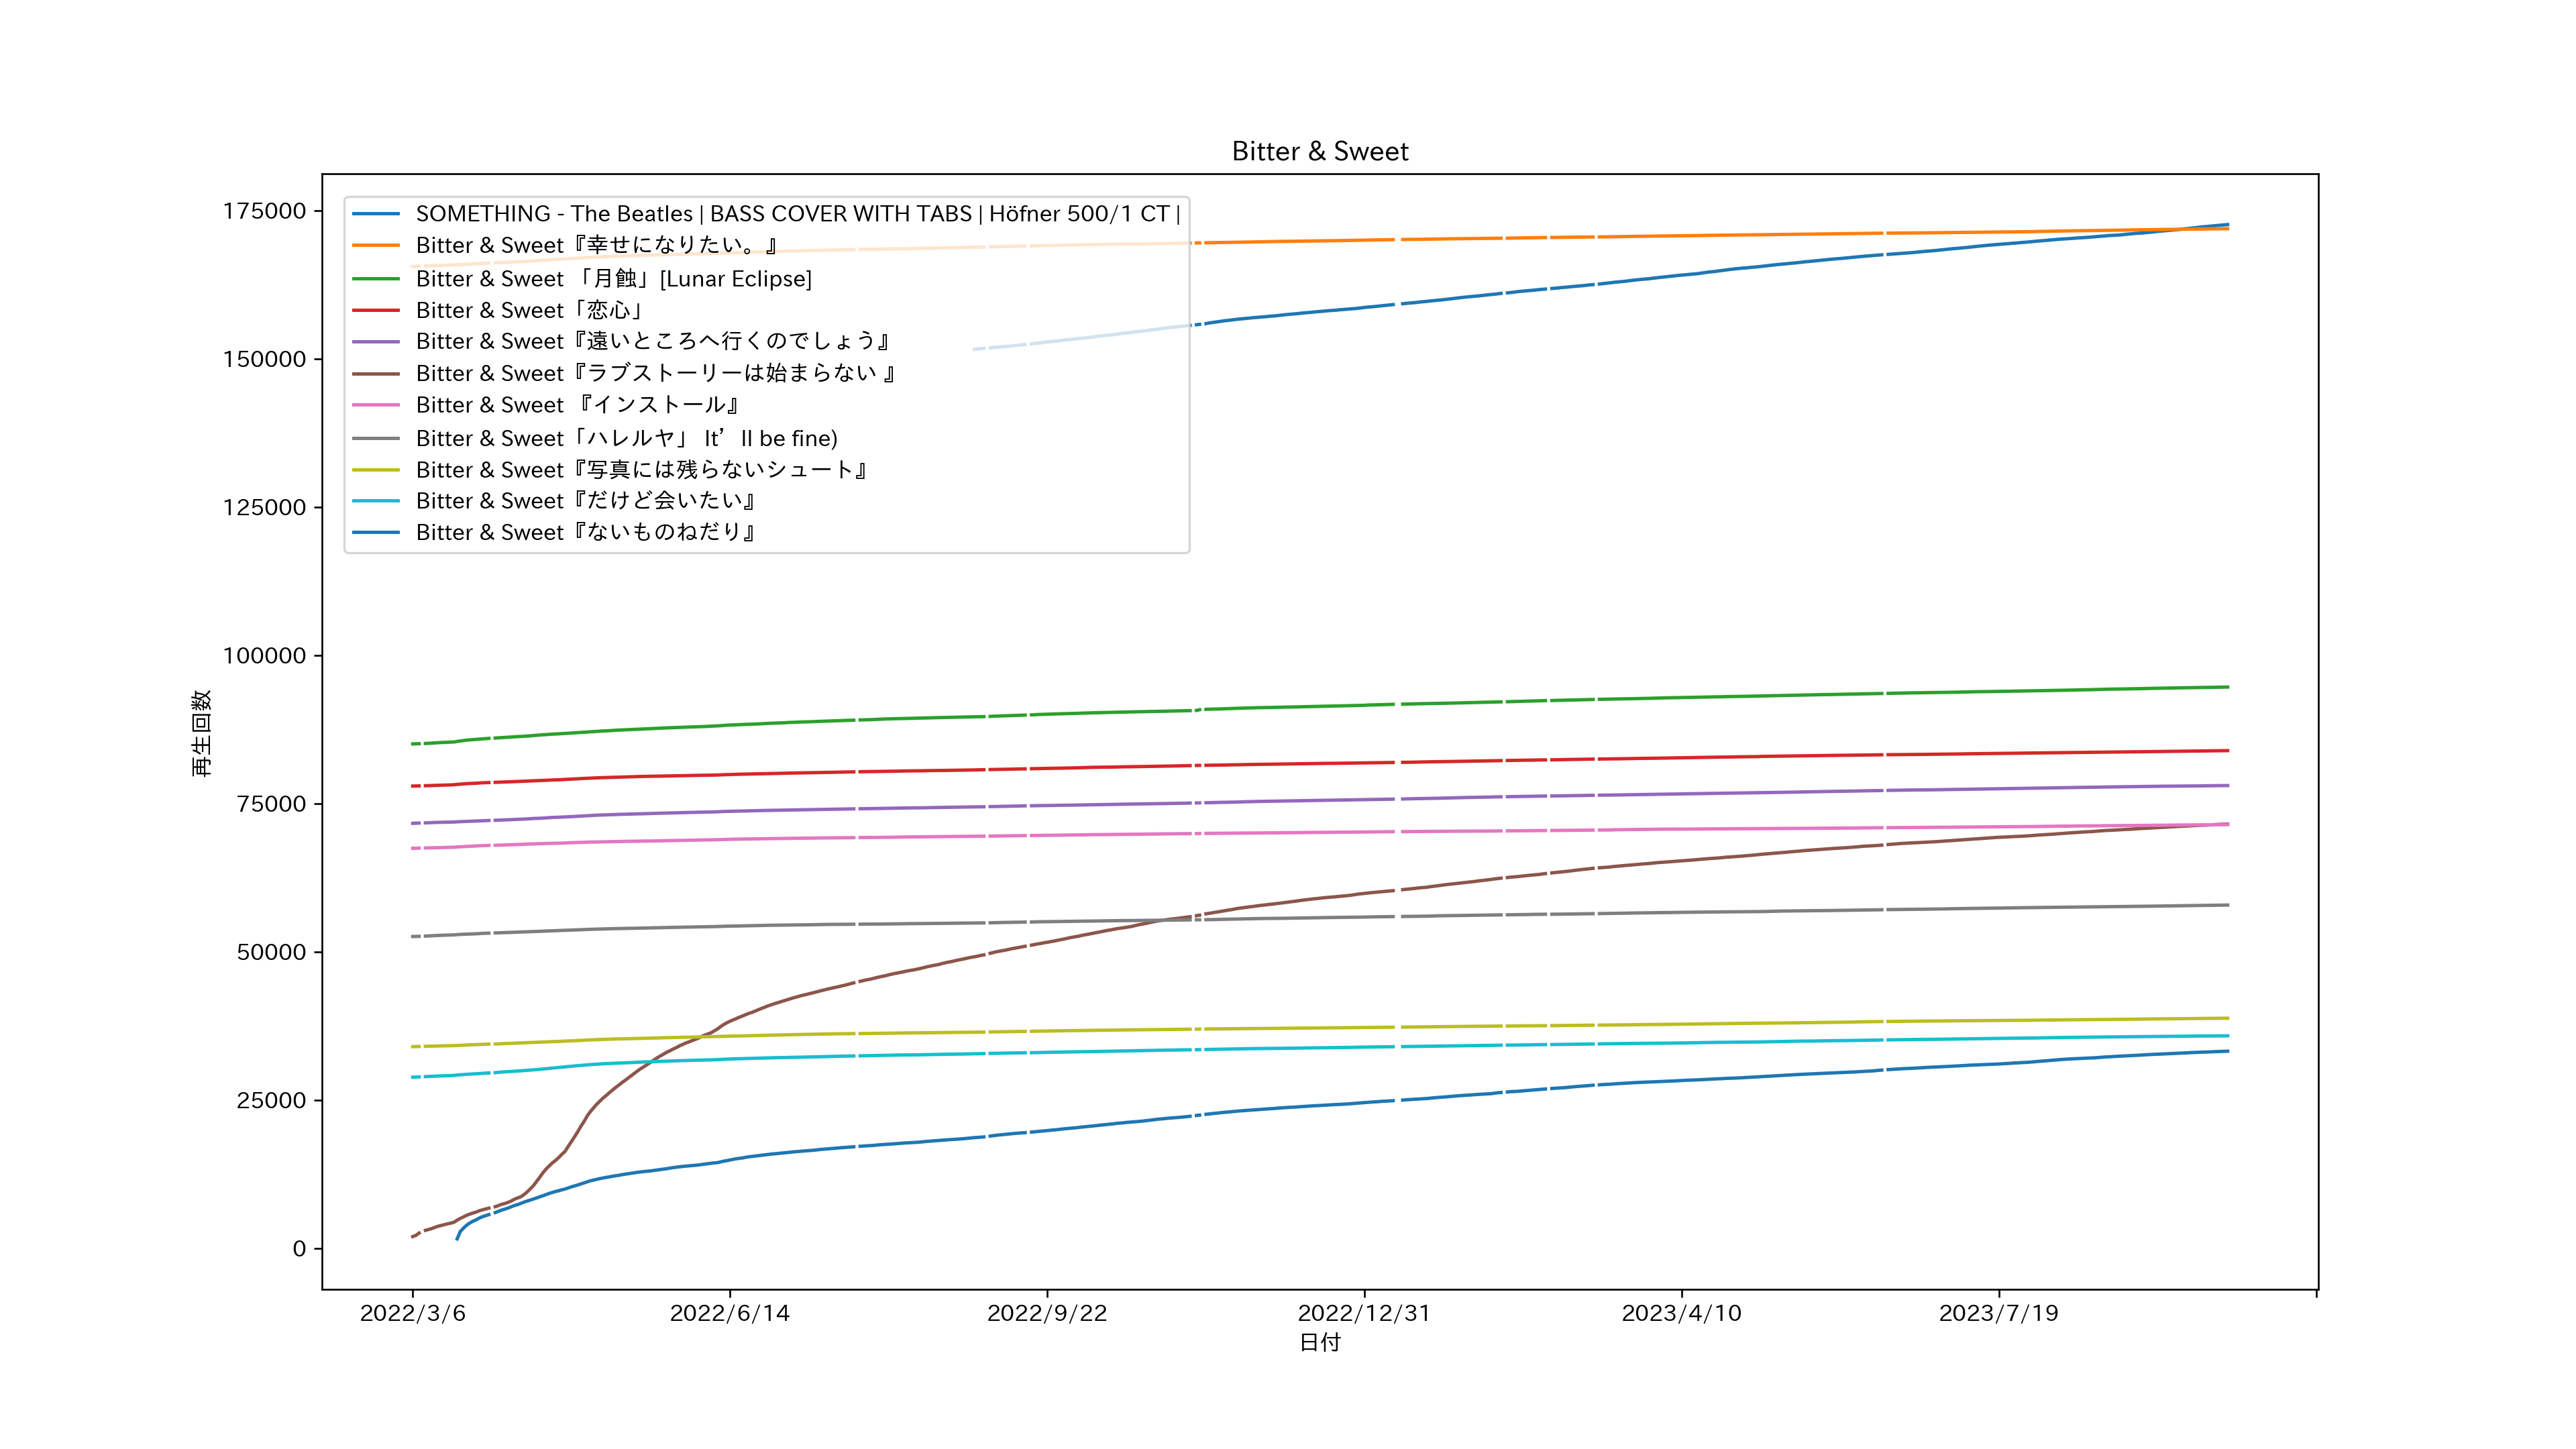 Bitter & Sweet
175000
150000
125000
100000
75000
50000
25000
0
再生回数
SOMETHING - The Beatles | BASS COVER WITH TABS | Höfner 500/1 CT |
Bitter & Sweet『幸せになりたい。』
Bitter & Sweet 「月蝕」[Lunar Eclipse]
Bitter & Sweet「恋心」
Bitter & Sweet『遠いところへ行くのでしょう』
Bitter & Sweet『ラブストーリーは始まらない 』
Bitter & Sweet 『インストール』
Bitter & Sweet「ハレルヤ」 It’ll be fine)
Bitter & Sweet『写真には残らないシュート』
Bitter & Sweet『だけど会いたい』
Bitter & Sweet『ないものねだり』
2022/3/6 2022/6/14 2022/9/22 2022/12/31 2023/4/10 2023/7/19
日付